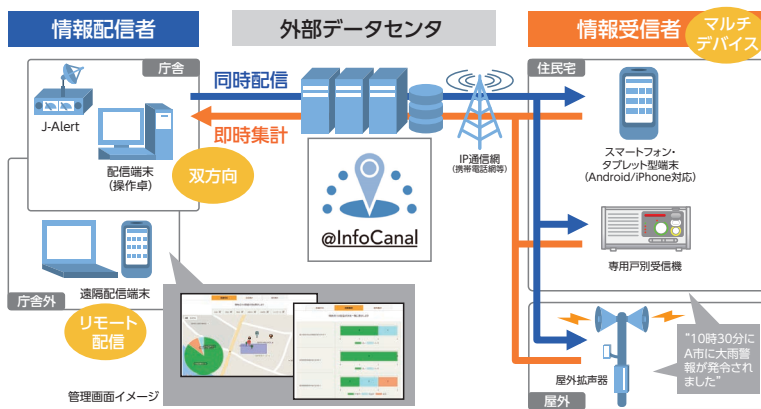 情報配信者
外部データセンタ
情報受信者
マルチ
デバイス
庁舎
J-Alert
配信端末
(操作卓)
双方向
同時配信
即時集計
@InfoCanal
IP通信網
(携帯電話網等)
住民宅
スマートフォン・
タブレット型端末
(Android/iPhone対応)
専用戸別受信機
遠隔配信端末
庁舎外
リモート
配信
管理画面イメージ
屋外拡声器
屋外
“10時30分に
A市に大雨警
報が発令され
ました”